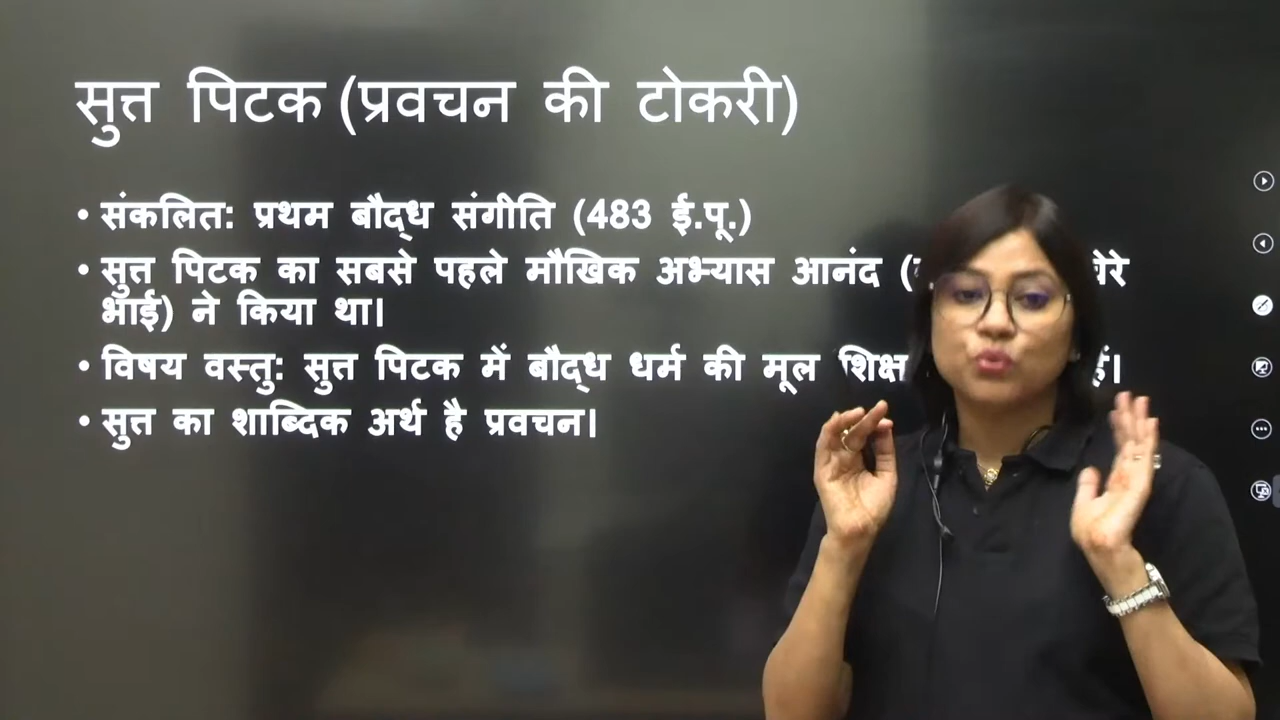 सुत्त पिटक (प्रवचन की टोकरी)
• संकलित: प्रथम बौद्ध संगीति (483 ई.पू.)
• सुत्त पिटक का सबसे पहले मौखिक अभ्यास आनंद (
भाई) ने किया था।
• विषय वस्तु: सुत्त पिटक में बौद्ध धर्म की मूल
• सुत्त का शाब्दिक अर्थ है प्रवचन।